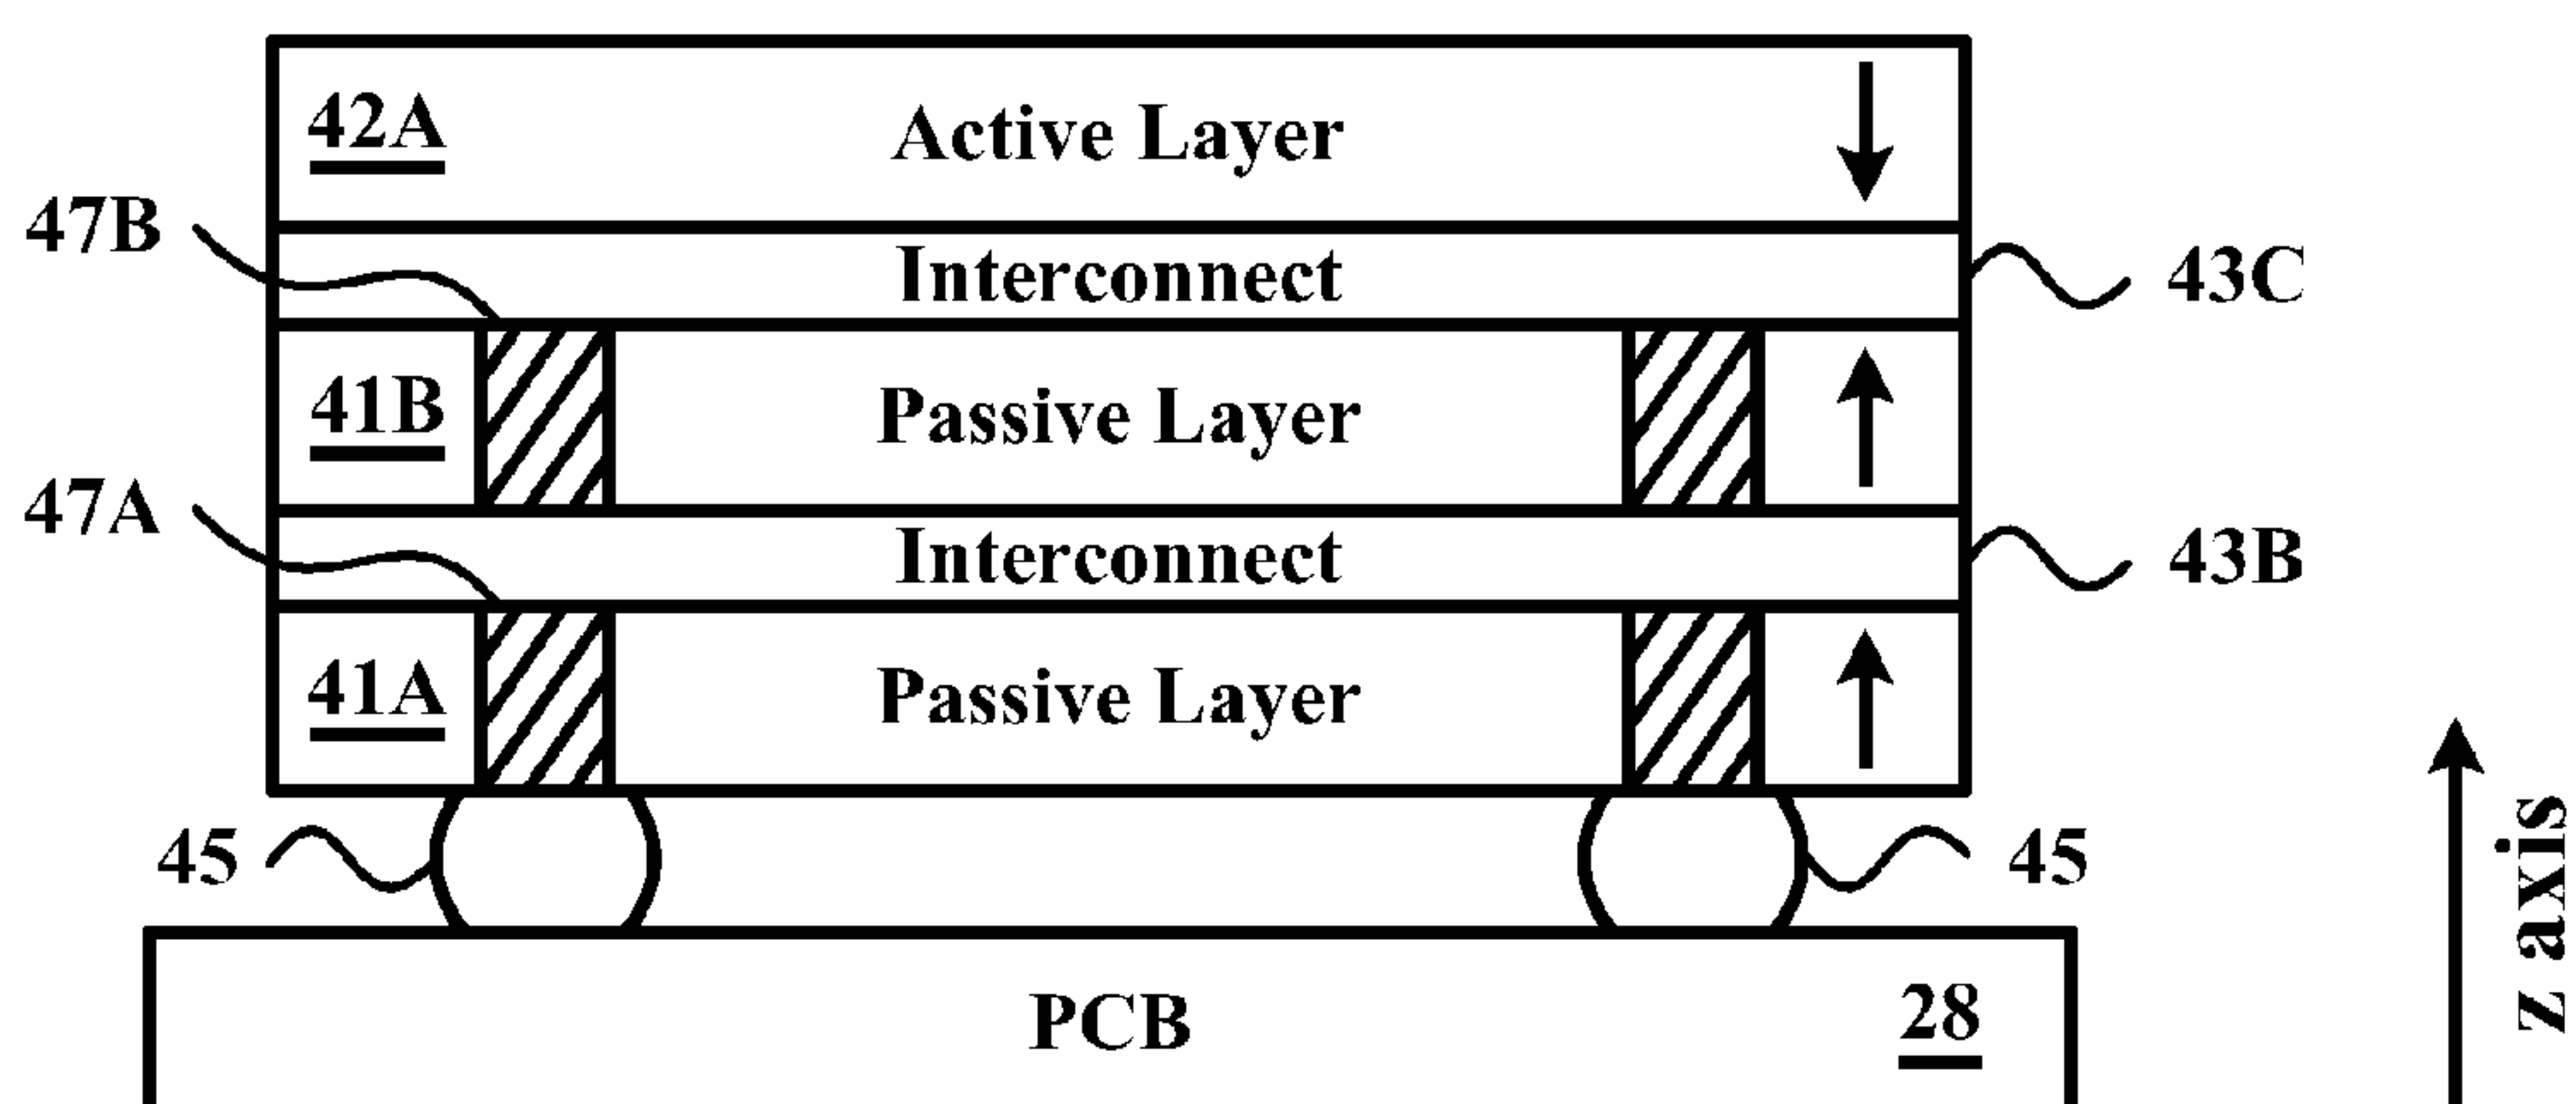 42A Active Layer
47B
Interconnect 43C
41B Passive Layer
47A
Interconnect 43B
41A Passive Layer
45 45
PCB 28
z axis